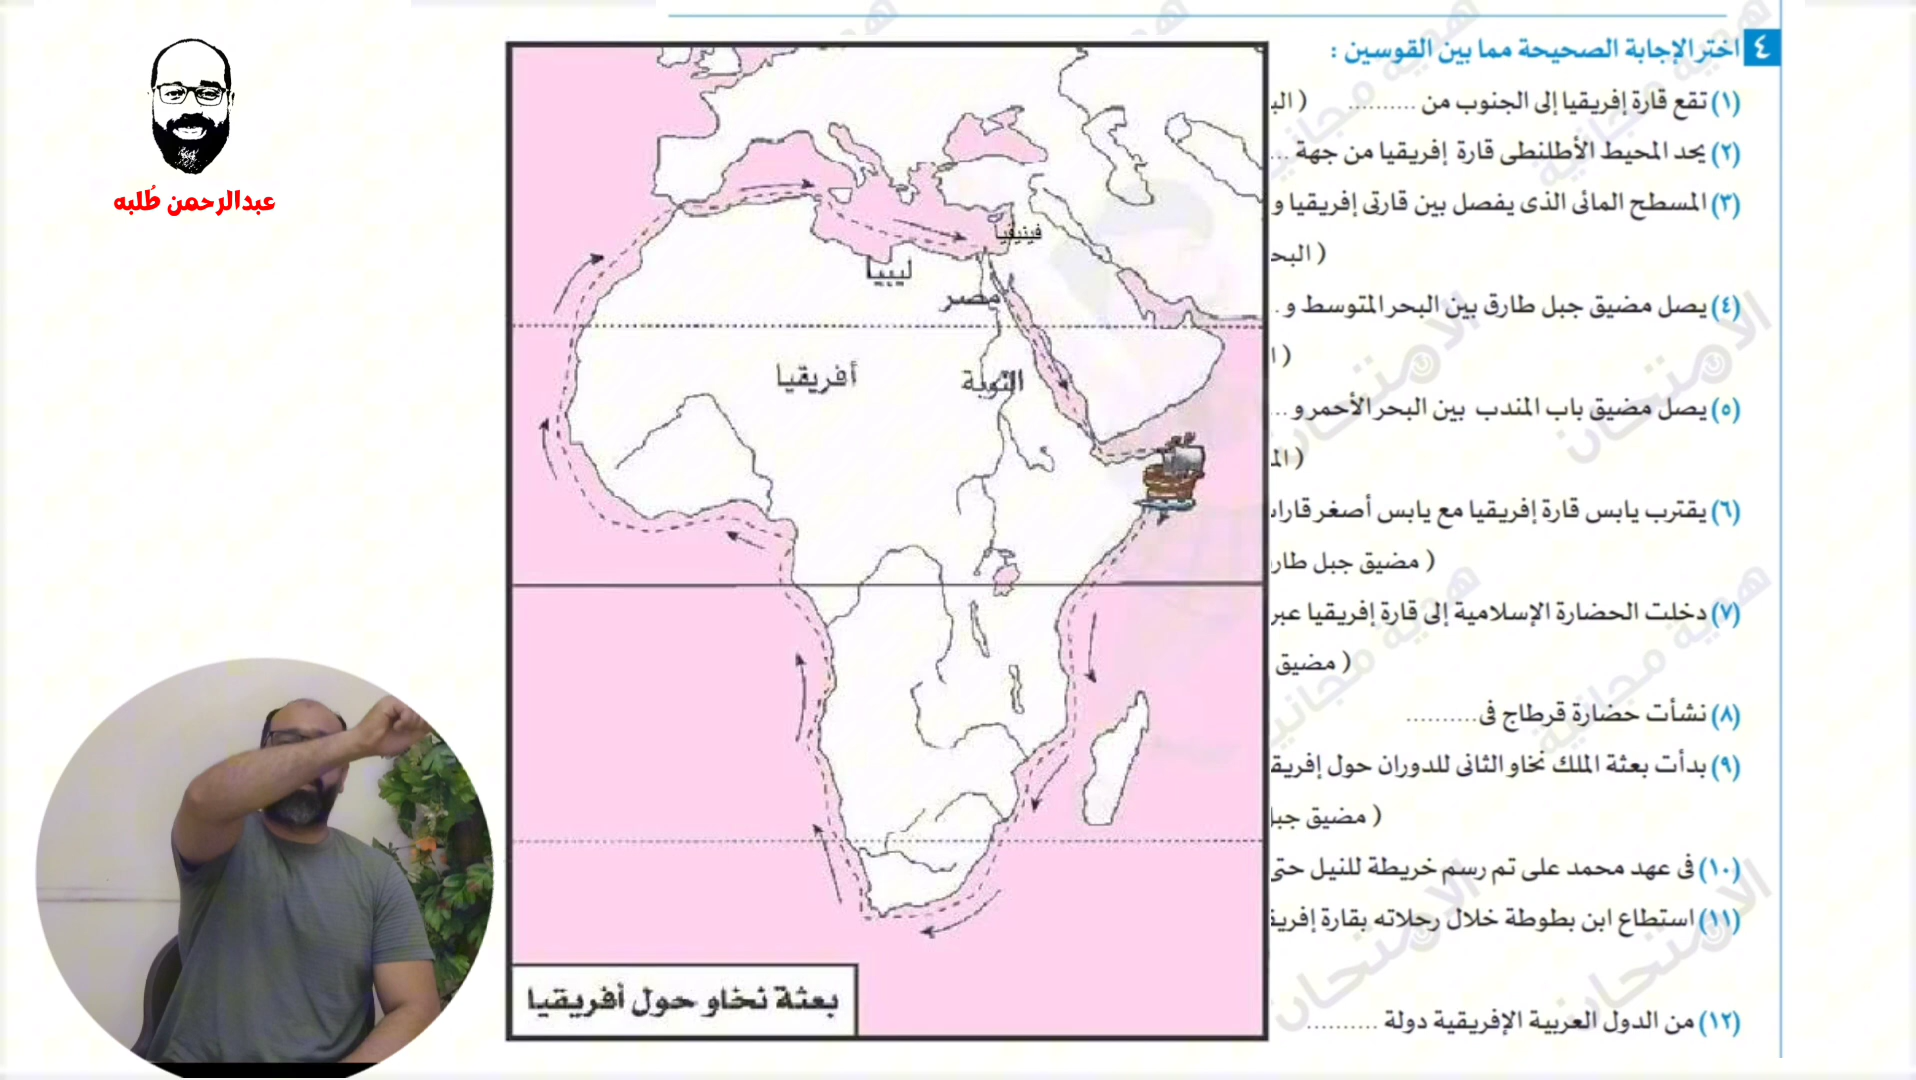 ٤ اختر الإجابة الصحيحة مما بين القوسين :
(١) تقع قارة إفريقيا إلى الجنوب من .......... (
(٢) يحد المحيط الأطلنطى قارة إفريقيا من جهة ...
(٣) المسطح المائى الذى يفصل بين قارتى إفريقيا و
(
(٤) يصل مضيق جبل طارق بين البحر المتوسط و .
(
(٥) يصل مضيق باب المندب بين البحر الأحمر و ...
(
(٦) يقترب يابس قارة إفريقيا مع يابس أصغر
( مضيق جبل
(٧) دخلت الحضارة الإسلامية إلى قارة إفريقيا عبر
( مضيق
(٨) نشأت حضارة قرطاج فى..........
(٩) بدأت بعثة الملك نخاو الثانى للدوران حول
( مضيق
(١٠) فى عهد محمد على تم رسم خريطة للنيل
(١١) استطاع ابن بطوطة خلال رحلاته بقارة
(١٢) من الدول العربية الإفريقية دولة ..........
فينيقيا
ليبيا
مصر
أفريقيا
النوبة
بعثة نخاو حول أفريقيا
عبدالرحمن طُلبه
الامتحان
هدية مجانية